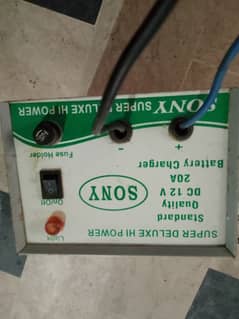 SUPER DELUXE HI POWER
Standard
Quality
DC 12 V
20A
Battery Charger
SONY
Light
On/Off
Fuse Holder
+
-
SONY SUPER DELUXE HI POWER